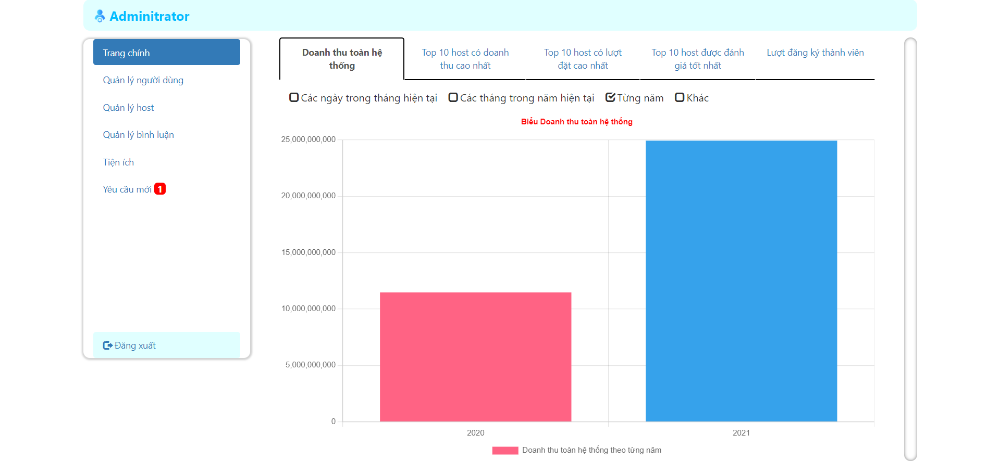 Adminitrator
Trang chính
Quản lý người dùng
Quản lý host
Quản lý bình luận
Tiện ích
Yêu cầu mới 1
Đăng xuất
Doanh thu toàn hệ
thống
Top 10 host có doanh
thu cao nhất
Top 10 host có lượt
đặt cao nhất
Top 10 host được đánh
giá tốt nhất
Lượt đăng ký thành viên
Các ngày trong tháng hiện tại Các tháng trong năm hiện tại Từng năm Khác
Biểu Doanh thu toàn hệ thống
25,000,000,000
20,000,000,000
15,000,000,000
10,000,000,000
5,000,000,000
0
2020 2021
Doanh thu toàn hệ thống theo từng năm